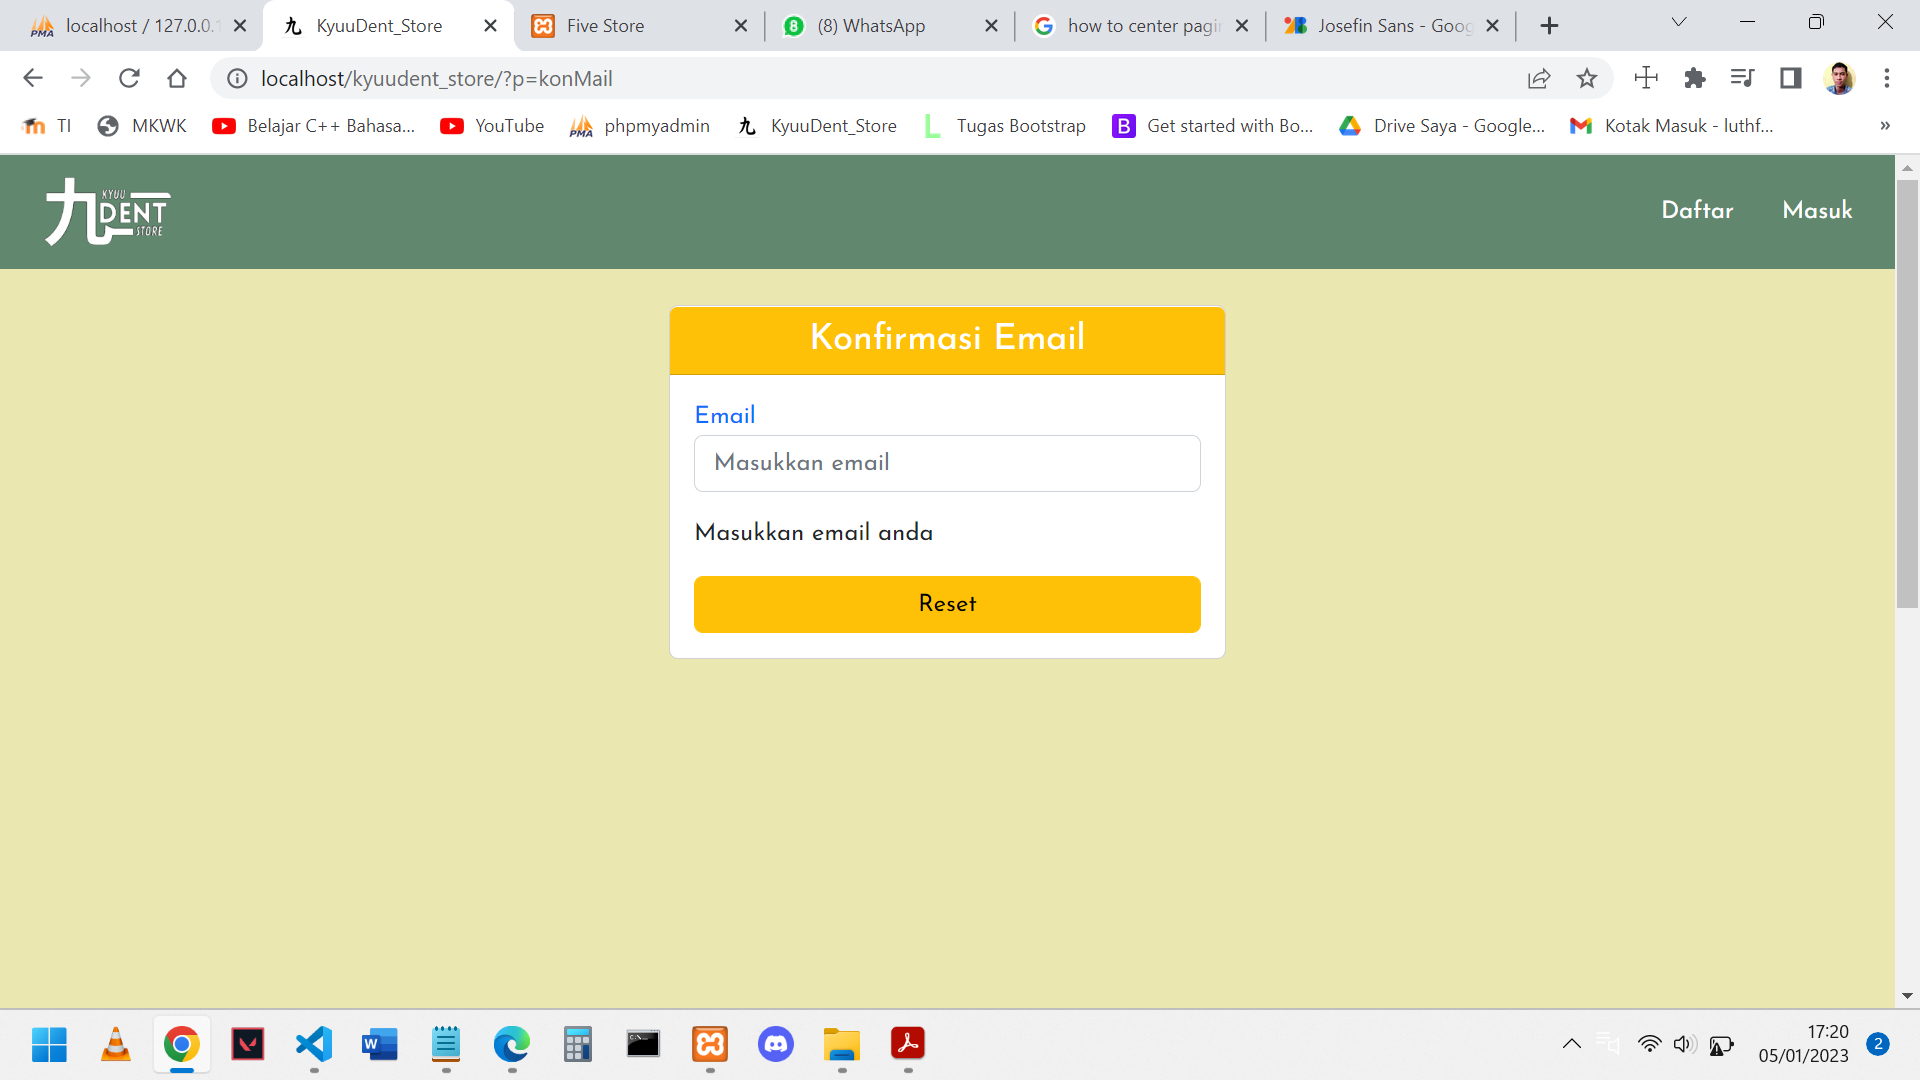 localhost / 127.0.0.1
KyuuDent_Store
Five Store
(8) WhatsApp
how to center pagin
Josefin Sans - Goog
localhost/kyuudent_store/?p=konMail
TI
MKWK
Belajar C++ Bahasa...
YouTube
phpmyadmin
KyuuDent_Store
Tugas Bootstrap
Get started with Bo...
Drive Saya - Google...
Kotak Masuk - luthf...
九 KYUU
DENT
STORE
Daftar
Masuk
Konfirmasi Email
Email
Masukkan email
Masukkan email anda
Reset
17:20
05/01/2023
2